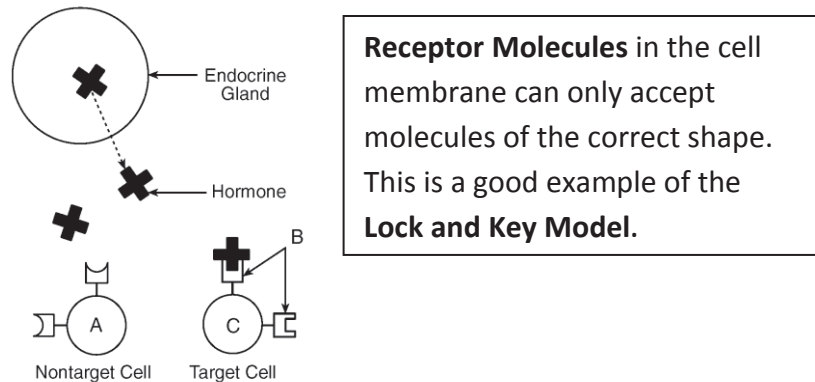 Endocrine
Gland
Hormone
B
A
C
Nontarget Cell
Target Cell
Receptor Molecules in the cell
membrane can only accept
molecules of the correct shape.
This is a good example of the
Lock and Key Model.